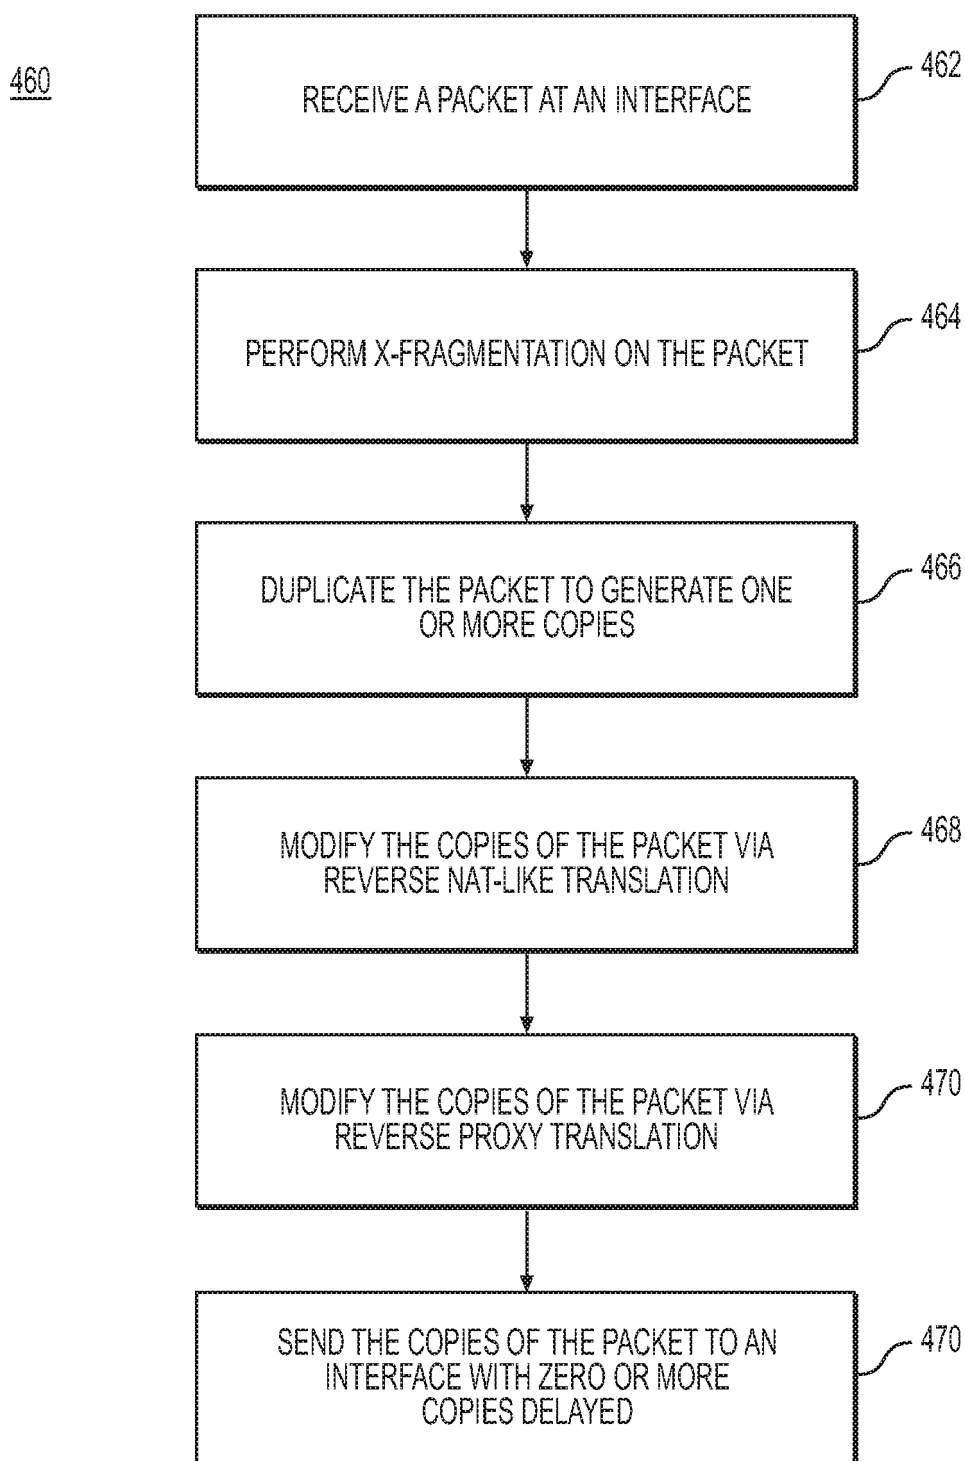 460
RECEIVE A PACKET AT AN INTERFACE
462
PERFORM X-FRAGMENTATION ON THE PACKET
464
DUPLICATE THE PACKET TO GENERATE ONE
OR MORE COPIES
466
MODIFY THE COPIES OF THE PACKET VIA
REVERSE NAT-LIKE TRANSLATION
468
MODIFY THE COPIES OF THE PACKET VIA
REVERSE PROXY TRANSLATION
470
SEND THE COPIES OF THE PACKET TO AN
INTERFACE WITH ZERO OR MORE
COPIES DELAYED
470